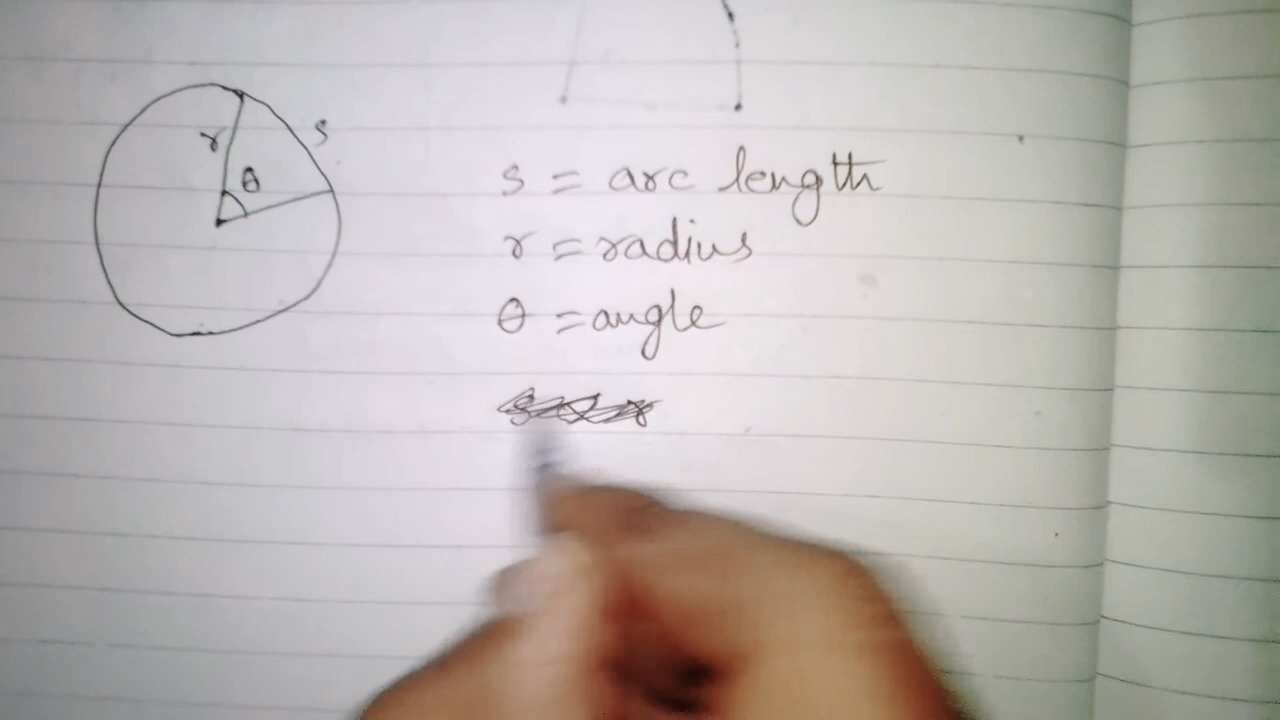 r
s
θ
s = arc length
r = radius
θ = angle